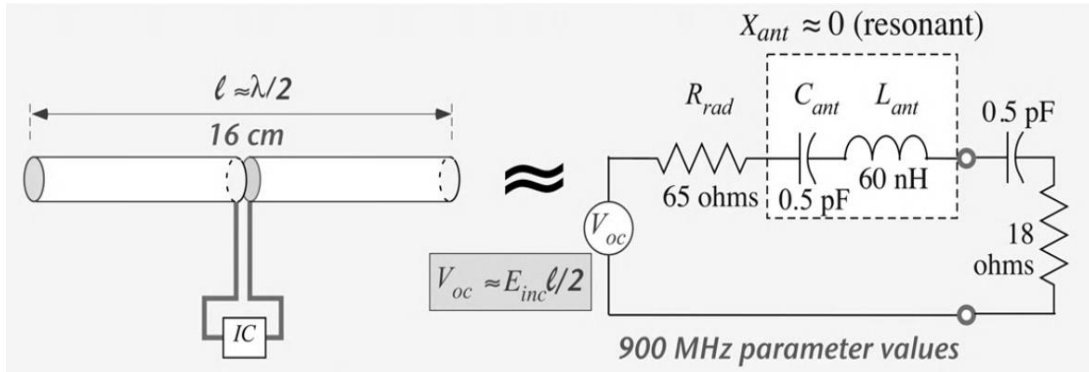 ℓ ≈λ/2
16 cm
IC
≈
V_oc ≈ E_inc ℓ/2
X_ant ≈ 0 (resonant)
R_rad
C_ant
L_ant
0.5 pF
65 ohms
0.5 pF
60 nH
V_oc
18
ohms
900 MHz parameter values